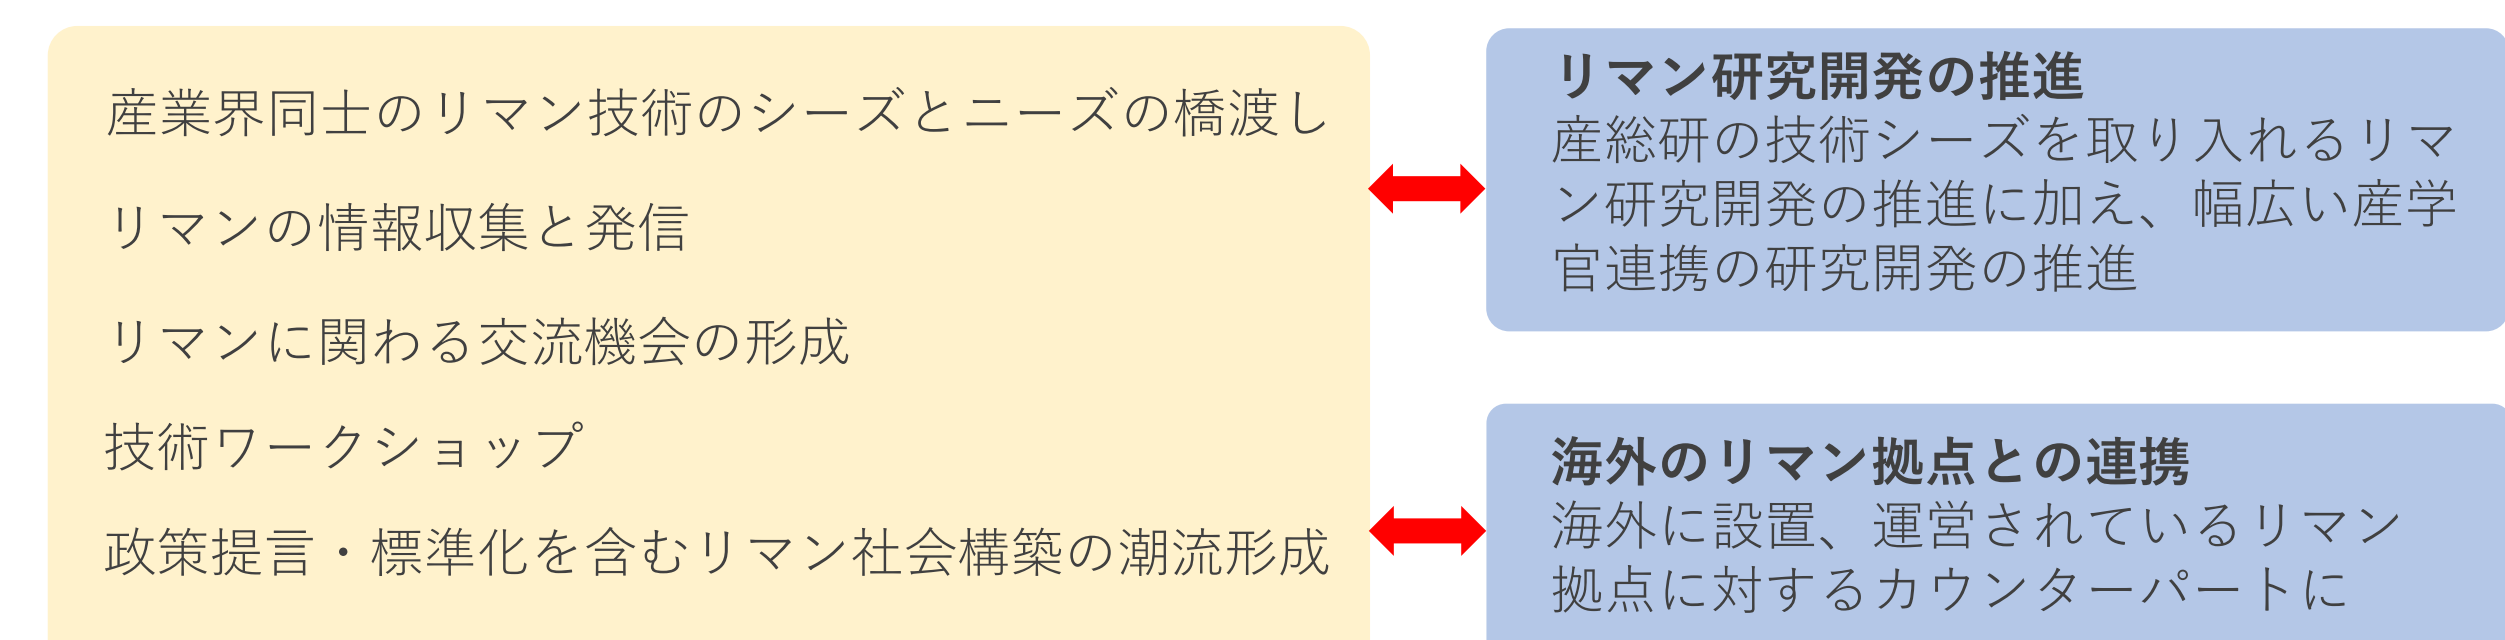 産業界同士のリマン技術のシーズとニーズの橋渡し
リマンの情報収集と発信
リマンに関わる交流機会の形成
技術ワークショップ
政策提言・標準化を含むリマン社会構築の潮流形成
リマン研究開発の推進
産総研の技術シーズを取り入れるリマ
ン研究開発の推進に加え、幅広い産学
官連携の研究開発の推進
海外のリマン拠点との連携
海外に設置、運営されているリマン
拠点に対するカウンターパートに